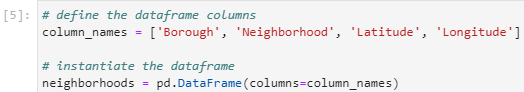 [5]: # define the dataframe columns
column_names = ['Borough', 'Neighborhood', 'Latitude', 'Longitude']
# instantiate the dataframe
neighborhoods = pd.DataFrame(columns=column_names)